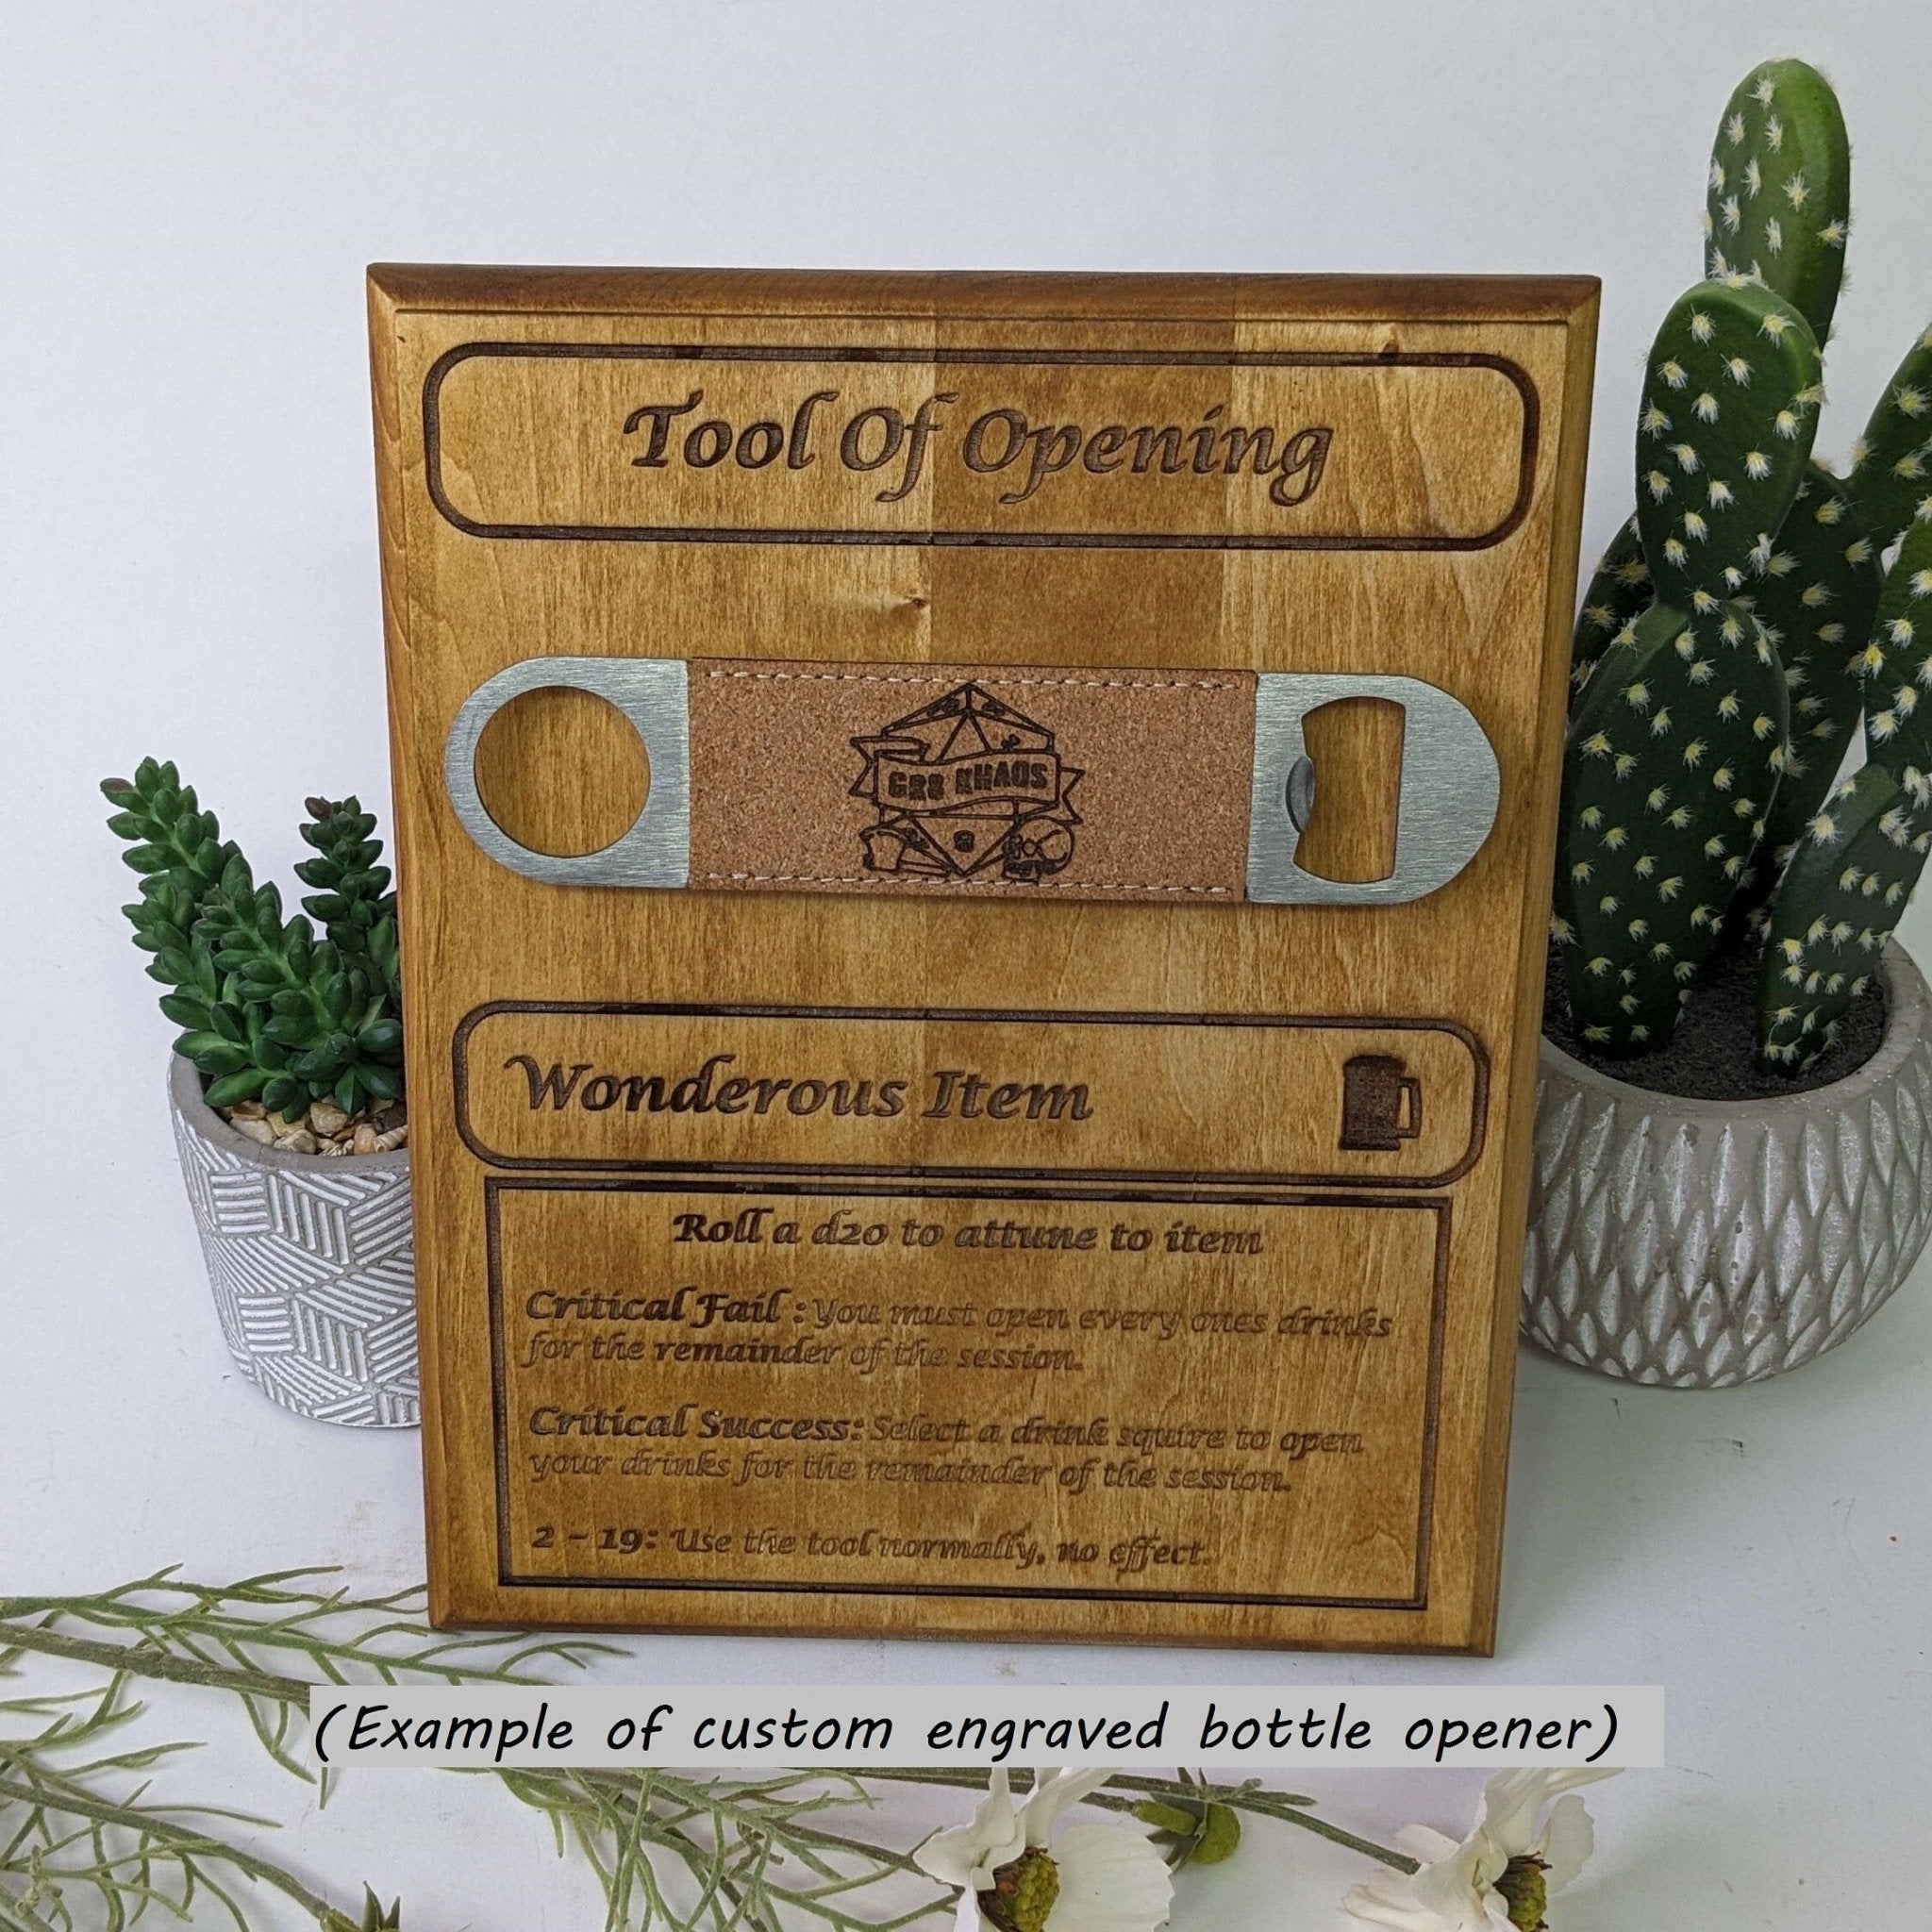 Tool Of Opening
GR8 KHAOS
Wonderous Item
Roll a d20 to attune to item
Critical Fail : You must open every ones drinks
for the remainder of the session.
Critical Success: Select a drink squire to open
your drinks for the remainder of the session.
2 - 19: Use the tool normally, no effect.
(Example of custom engraved bottle opener)